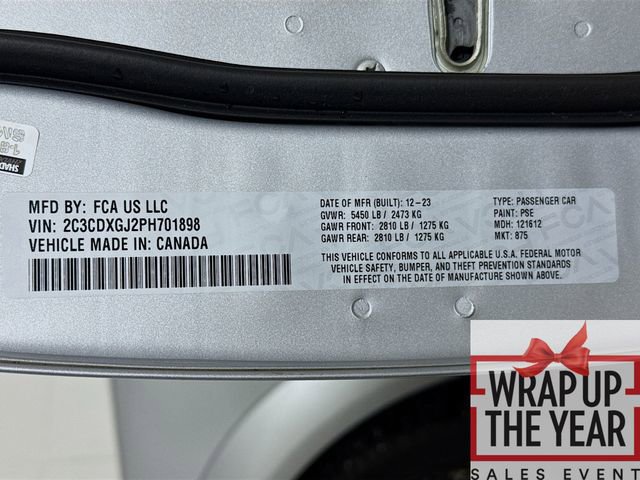 MFD BY: FCA US LLC
VIN: 2C3CDXGJ2PH701898
VEHICLE MADE IN: CANADA
DATE OF MFR (BUILT): 12-23
GVWR: 5450 LB / 2473 KG
GAWR FRONT: 2810 LB / 1275 KG
GAWR REAR: 2810 LB / 1275 KG
TYPE: PASSENGER CAR
PAINT: PSE
MDH: 121612
MKT: 875
THIS VEHICLE CONFORMS TO ALL APPLICABLE U.S.A. FEDERAL MOTOR
VEHICLE SAFETY, BUMPER, AND THEFT PREVENTION STANDARDS
IN EFFECT ON THE DATE OF MANUFACTURE SHOWN ABOVE.
SHAD
WRAP UP
THE YEAR
SALES EVENT